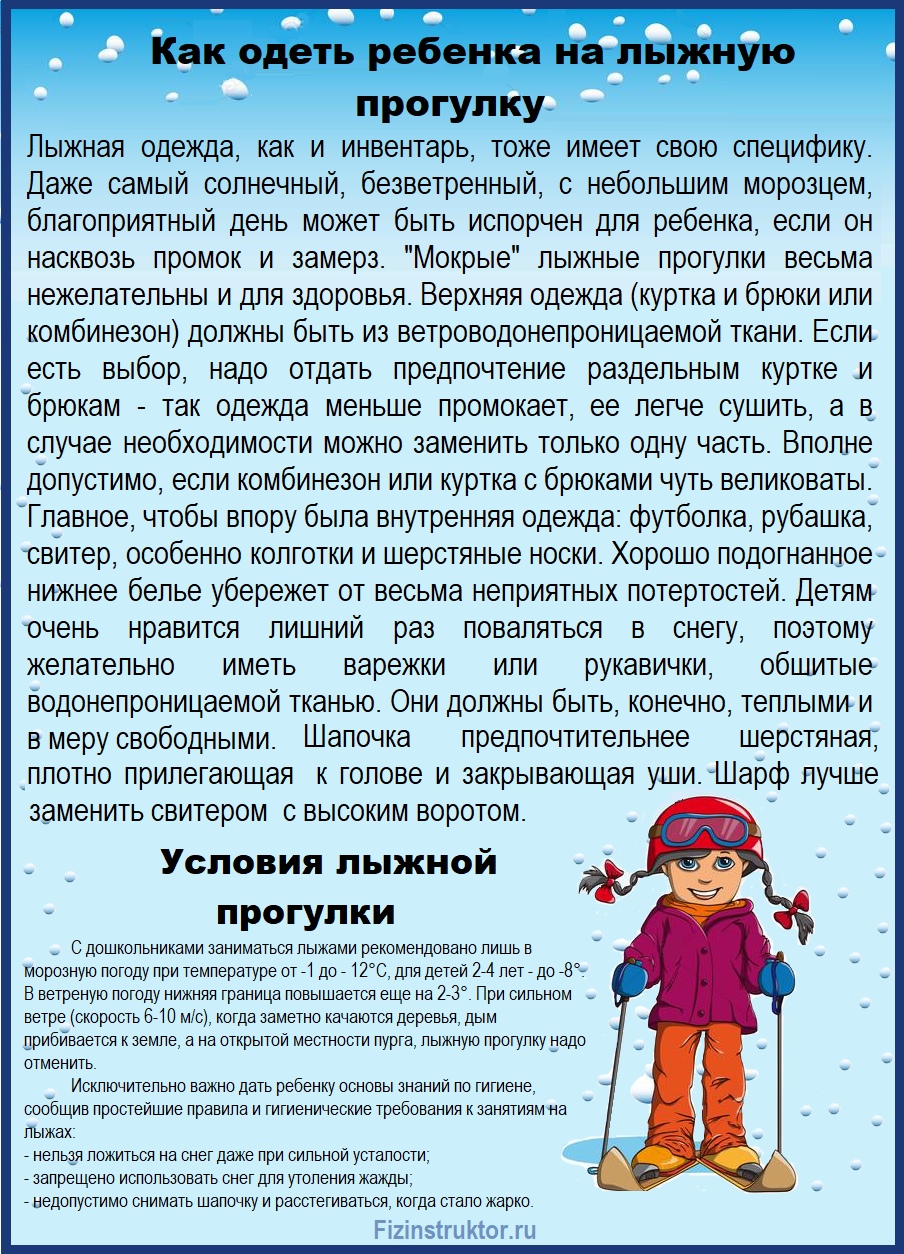 Как одеть ребенка на лыжную
прогулку
Лыжная одежда, как и инвентарь, тоже имеет свою специфику.
Даже самый солнечный, безветренный, с небольшим морозцем,
благоприятный день может быть испорчен для ребенка, если он
насквозь промок и замерз. "Мокрые" лыжные прогулки весьма
нежелательны и для здоровья. Верхняя одежда (куртка и брюки или
комбинезон) должны быть из ветроводонепроницаемой ткани. Если
есть выбор, надо отдать предпочтение раздельным куртке и
брюкам - так одежда меньше промокает, ее легче сушить, а в
случае необходимости можно заменить только одну часть. Вполне
допустимо, если комбинезон или куртка с брюками чуть великоваты.
Главное, чтобы впору была внутренняя одежда: футболка, рубашка,
свитер, особенно колготки и шерстяные носки. Хорошо подогнанное
нижнее белье убережет от весьма неприятных потертостей. Детям
очень нравится лишний раз поваляться в снегу, поэтому
желательно иметь варежки или рукавички, обшитые
водонепроницаемой тканью. Они должны быть, конечно, теплыми и
в меру свободными. Шапочка предпочтительнее шерстяная,
плотно прилегающая к голове и закрывающая уши. Шарф лучше
заменить свитером с высоким воротом.
Условия лыжной
прогулки
С дошкольниками заниматься лыжами рекомендовано лишь в
морозную погоду при температуре от -1 до - 12°С, для детей 2-4 лет - до -8°.
В ветреную погоду нижняя граница повышается еще на 2-3°. При сильном
ветре (скорость 6-10 м/с), когда заметно качаются деревья, дым
прибивается к земле, а на открытой местности пурга, лыжную прогулку надо
отменить.
Исключительно важно дать ребенку основы знаний по гигиене,
сообщив простейшие правила и гигиенические требования к занятиям на
лыжах:
- нельзя ложиться на снег даже при сильной усталости;
- запрещено использовать снег для утоления жажды;
- недопустимо снимать шапочку и расстегиваться, когда стало жарко.
Fizinstruktor.ru